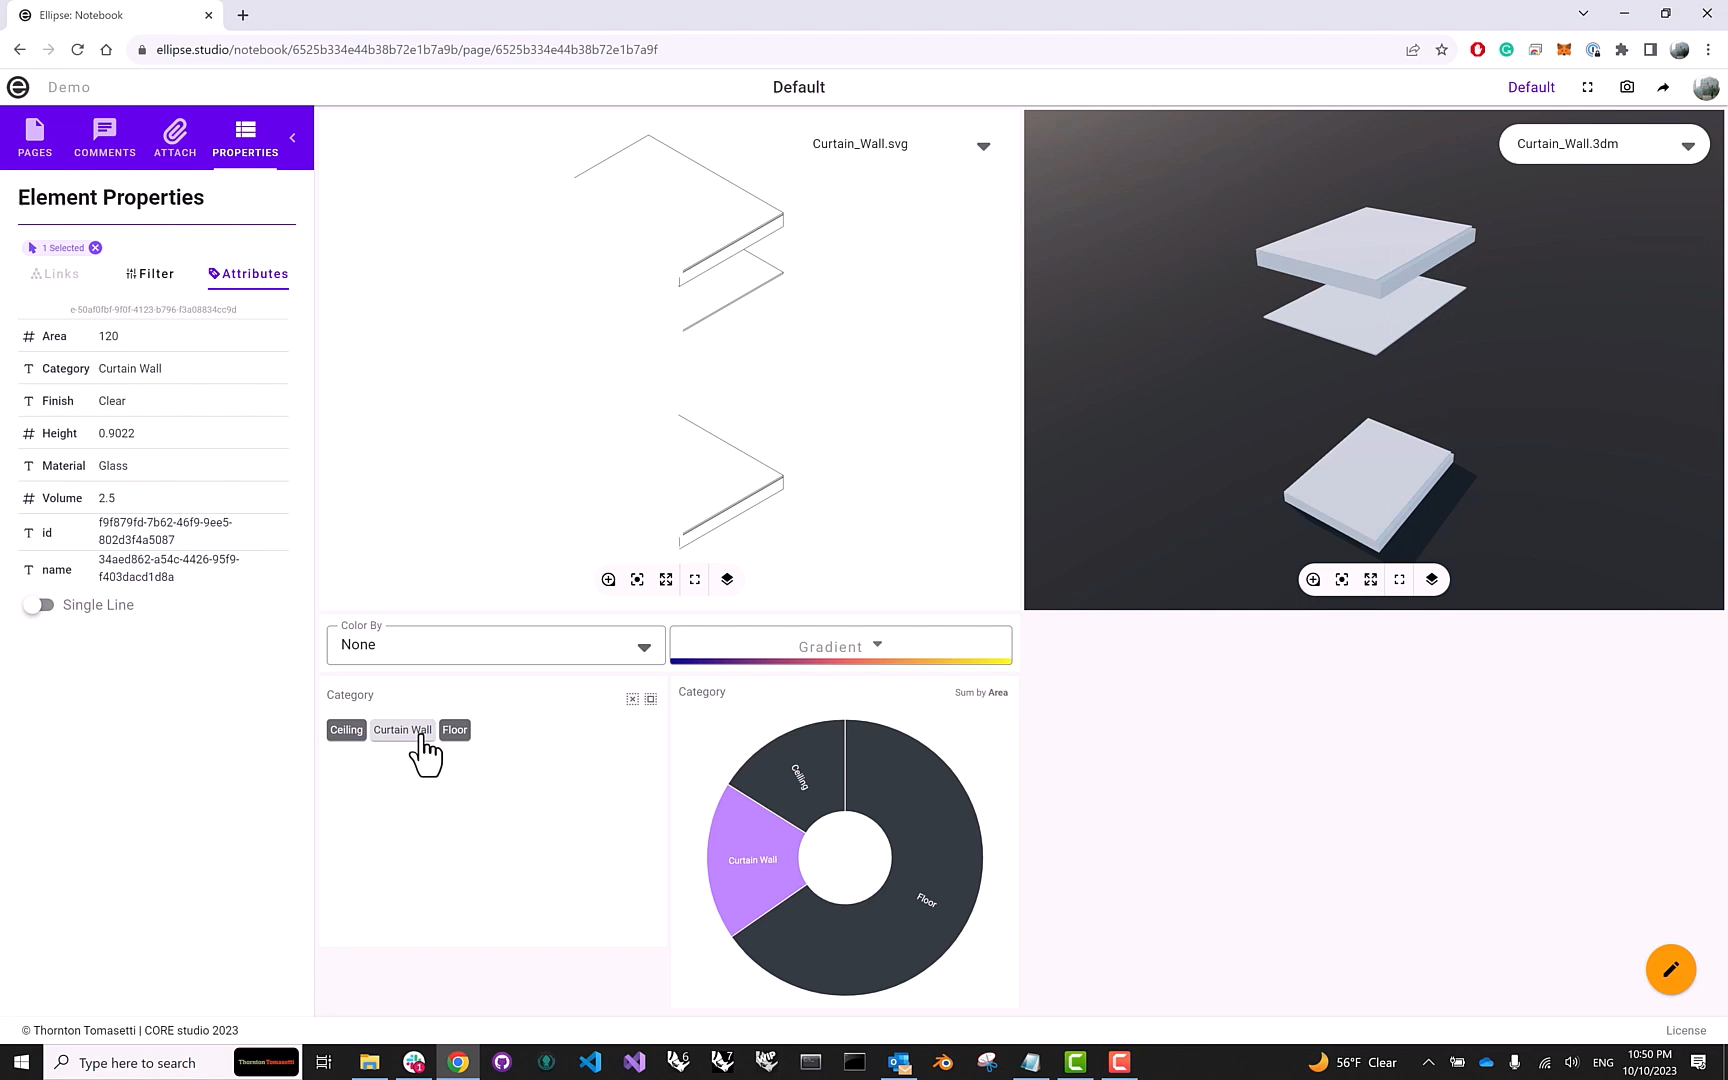 Ellipse: Notebook
ellipse.studio/notebook/6525b334e44b38b72e1b7a9b/page/6525b334e44b38b72e1b7a9f
Demo
Default
Default
PAGES
COMMENTS
ATTACH
PROPERTIES
Element Properties
1 Selected
Links
Filter
Attributes
e-50af0fbf-9f0f-4123-b796-f3a08834cc9d
# Area 120
T Category Curtain Wall
T Finish Clear
# Height 0.9022
T Material Glass
# Volume 2.5
T id f9f879fd-7b62-46f9-9ee5-
802d3f4a5087
T name 34aed862-a54c-4426-95f9-
f403dacd1d8a
Single Line
Curtain_Wall.svg
Curtain_Wall.3dm
Color By
None
Gradient
Category
Ceiling
Curtain Wall
Floor
Category
Sum by Area
Ceiling
Curtain Wall
Floor
© Thornton Tomasetti | CORE studio 2023
License
Type here to search
Thornton Tomasetti
6
7
56°F Clear
ENG
10:50 PM
10/10/2023